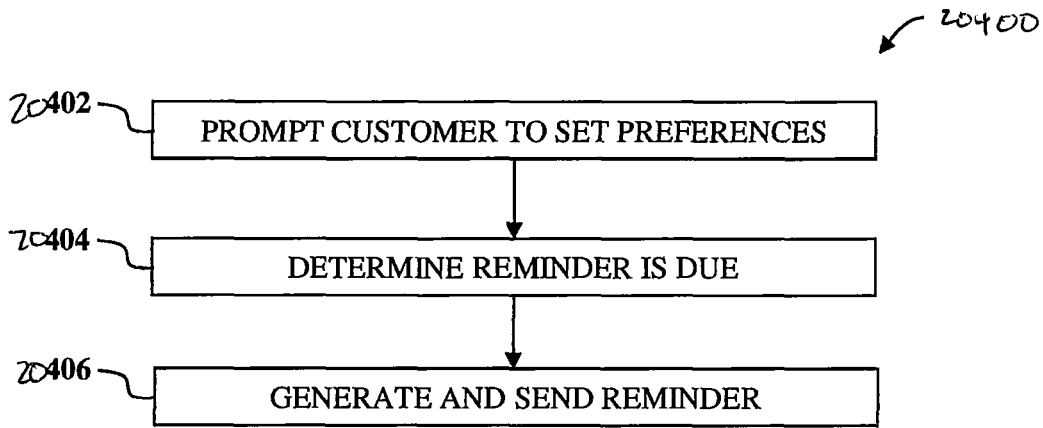 20400
20402 PROMPT CUSTOMER TO SET PREFERENCES
20404 DETERMINE REMINDER IS DUE
20406 GENERATE AND SEND REMINDER